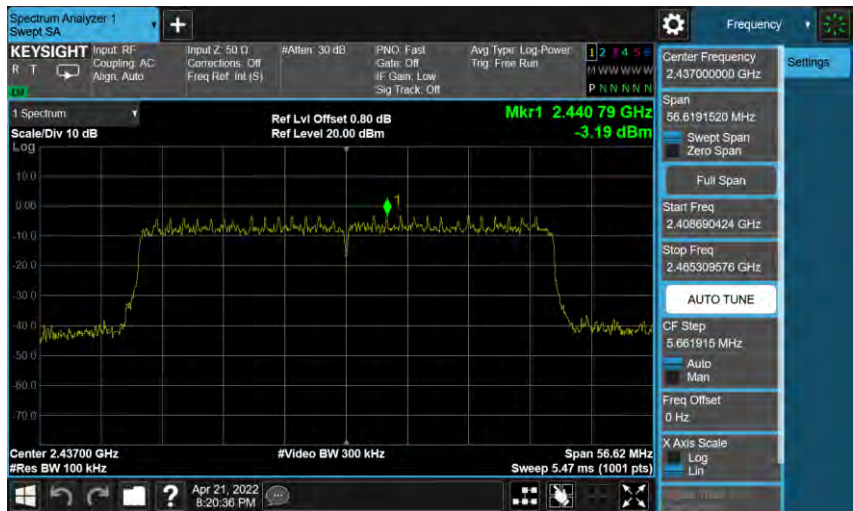 Spectrum Analyzer 1
Swept SA
+
Frequency
KEYSIGHT
R T
LXI
Input: RF
Coupling: AC
Align: Auto
Input Z: 50 Ω
Corrections: Off
Freq Ref: Int (S)
#Atten: 30 dB
PNO: Fast
Gate: Off
IF Gain: Low
Sig Track: Off
Avg Type: Log-Power
Trig: Free Run
1 2 3 4 5 6
M W W W W W
P N N N N N
1 Spectrum
Scale/Div 10 dB
Log
Ref Lvl Offset 0.80 dB
Ref Level 20.00 dBm
Mkr1 2.440 79 GHz
-3.19 dBm
10.0
0.00
-10.0
-20.0
-30.0
-40.0
-50.0
-60.0
-70.0
1
Center 2.43700 GHz
#Res BW 100 kHz
#Video BW 300 kHz
Span 56.62 MHz
Sweep 5.47 ms (1001 pts)
?
Apr 21, 2022
8:20:36 PM
Center Frequency
2.437000000 GHz
Span
56.6191520 MHz
Swept Span
Zero Span
Full Span
Start Freq
2.408690424 GHz
Stop Freq
2.465309576 GHz
AUTO TUNE
CF Step
5.661915 MHz
Auto
Man
Freq Offset
0 Hz
X Axis Scale
Log
Lin
Settings